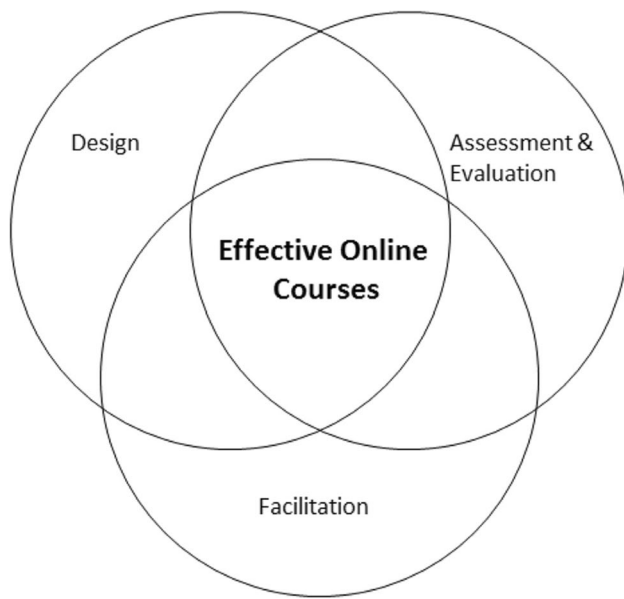 Design
Assessment &
Evaluation
Effective Online
Courses
Facilitation